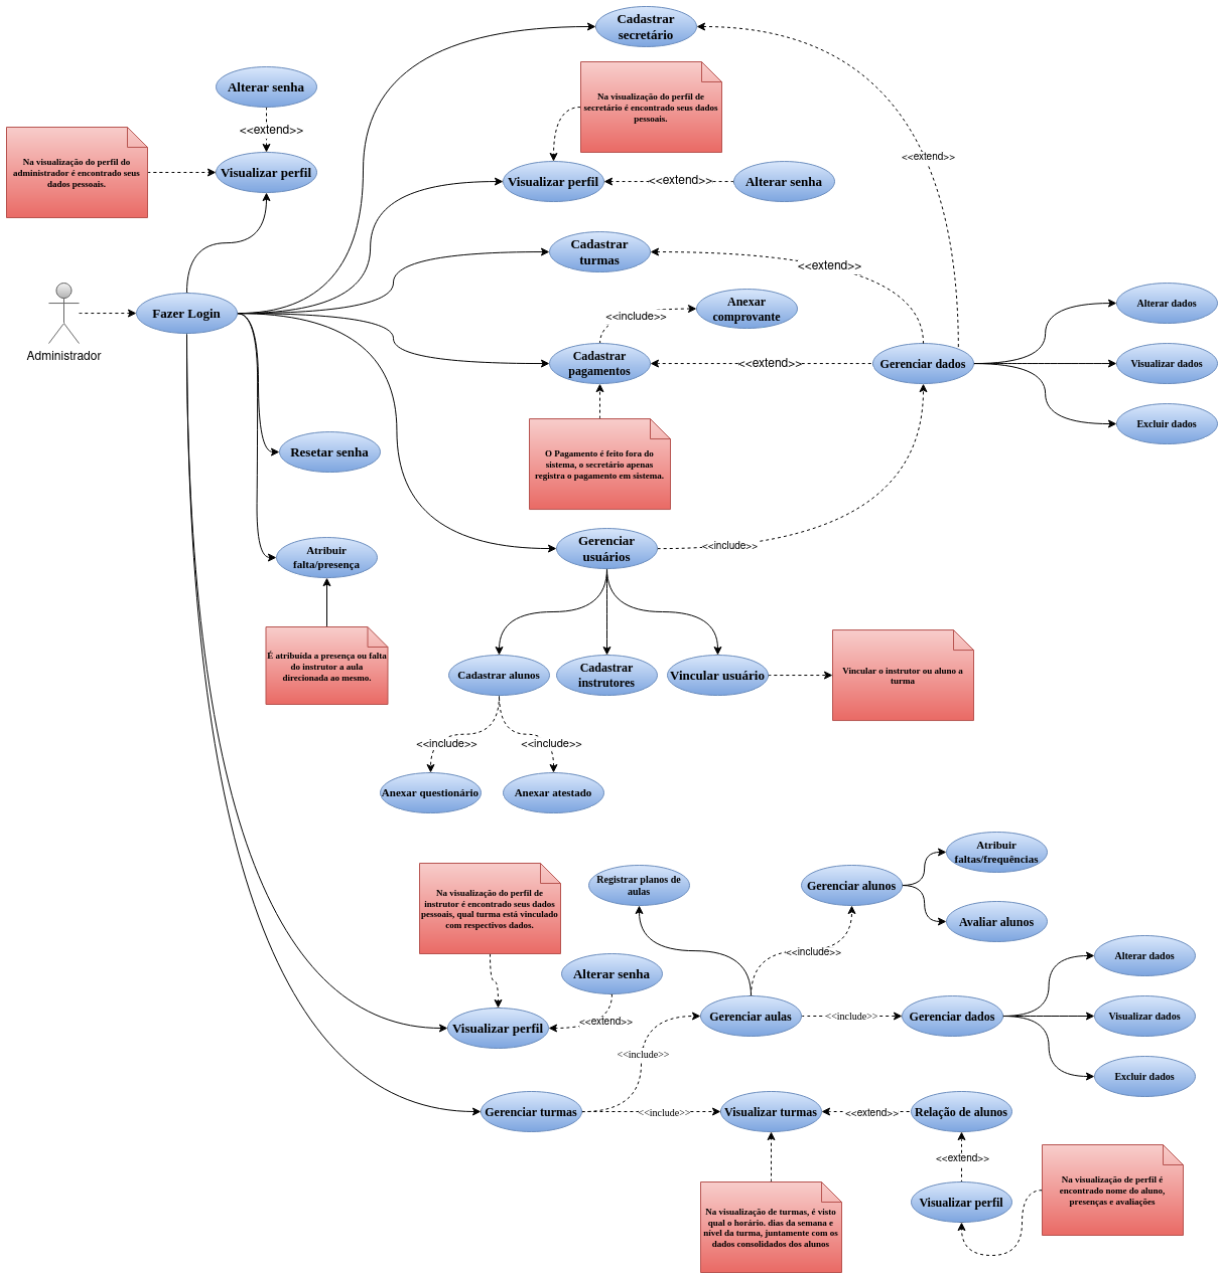 Cadastrar
secretário
Alterar senha
<<extend>>
Na visualização do perfil do
administrador é encontrado seus
dados pessoais.
Visualizar perfil
Na visualização do perfil de
secretário é encontrado seus dados
pessoais.
<<extend>>
Visualizar perfil
<<extend>>
Alterar senha
Cadastrar
turmas
<<extend>>
Administrador
Fazer Login
Anexar
comprovante
<<include>>
Cadastrar
pagamentos
<<extend>>
Gerenciar dados
Alterar dados
Visualizar dados
Excluir dados
O Pagamento é feito fora do
sistema, o secretário apenas
registra o pagamento em sistema.
Resetar senha
Atribuir
falta/presença
É atribuída a presença ou falta
do instrutor a aula
direcionada ao mesmo.
Gerenciar
usuários
<<include>>
Cadastrar alunos
Cadastrar
instrutores
Vincular usuário
Vincular o instrutor ou aluno a
turma
<<include>>
<<include>>
Anexar questionário
Anexar atestado
Na visualização do perfil de
instrutor é encontrado seus dados
pessoais, qual turma está vinculado
com respectivos dados.
Registrar planos de
aulas
Gerenciar alunos
Atribuir
faltas/frequências
Avaliar alunos
<<include>>
Alterar senha
<<extend>>
Visualizar perfil
Gerenciar aulas
<<include>>
Gerenciar dados
Alterar dados
Visualizar dados
Excluir dados
<<include>>
Gerenciar turmas
<<include>>
Visualizar turmas
<<extend>>
Relação de alunos
<<extend>>
Visualizar perfil
Na visualização de perfil é
encontrado nome do aluno,
presenças e avaliações
Na visualização de turmas, é visto
qual o horário. dias da semana e
nível da turma, juntamente com os
dados consolidados dos alunos